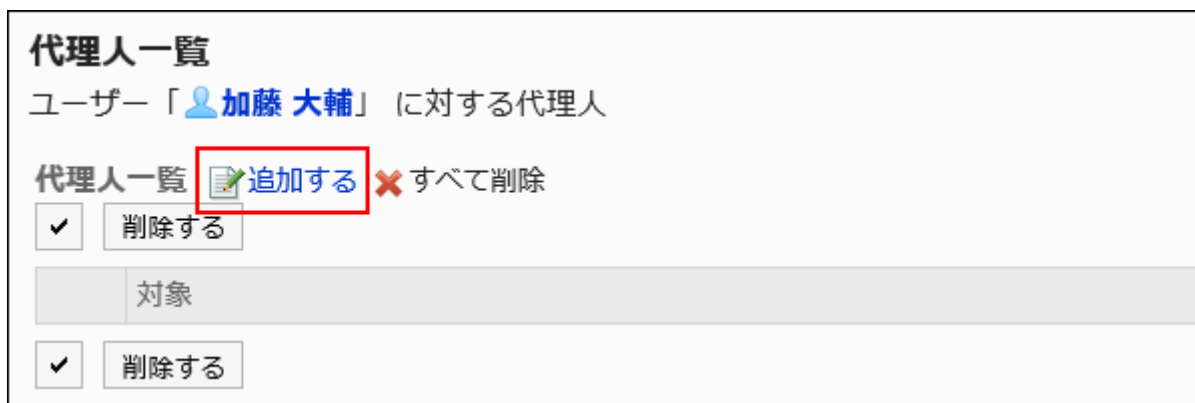 代理人一覧
ユーザー「加藤 大輔」 に対する代理人
代理人一覧 追加する すべて削除
削除する
対象
削除する